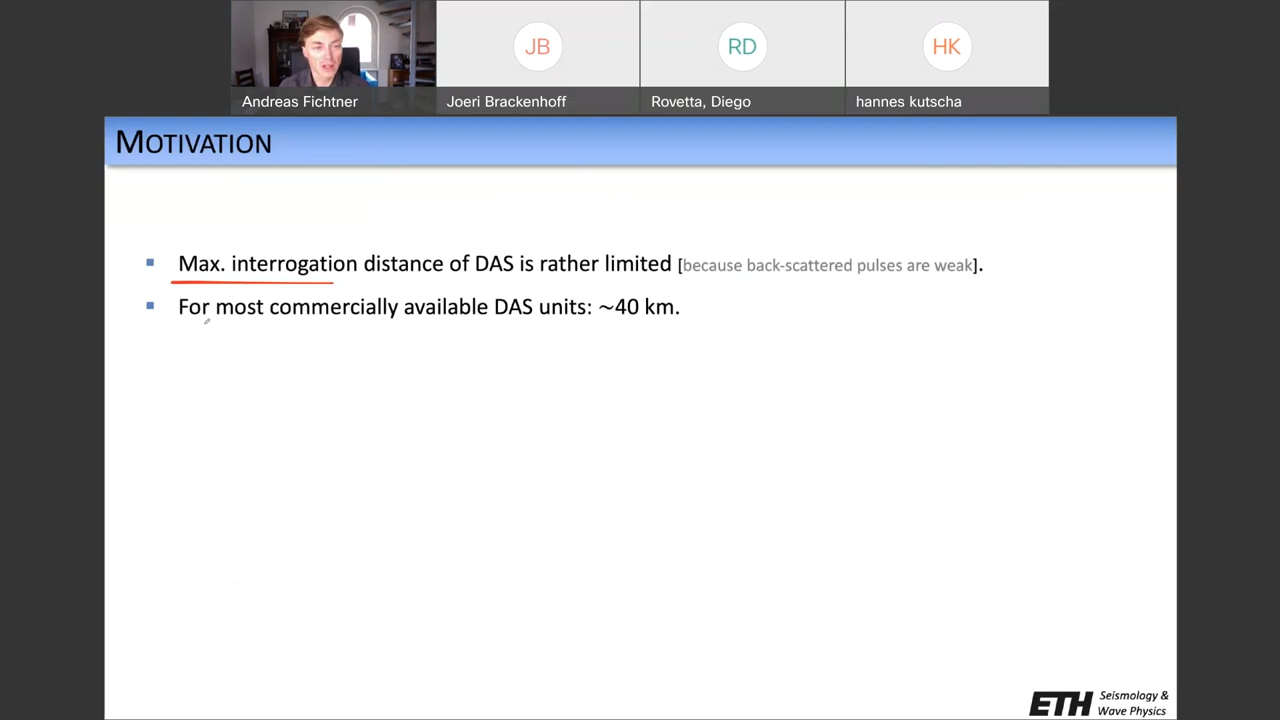 JB
RD
HK
Andreas Fichtner
Joeri Brackenhoff
Rovetta, Diego
hannes kutscha
MOTIVATION
Max. interrogation distance of DAS is rather limited [because back-scattered pulses are weak].
For most commercially available DAS units: ~40 km.
ETH Seismology &
Wave Physics